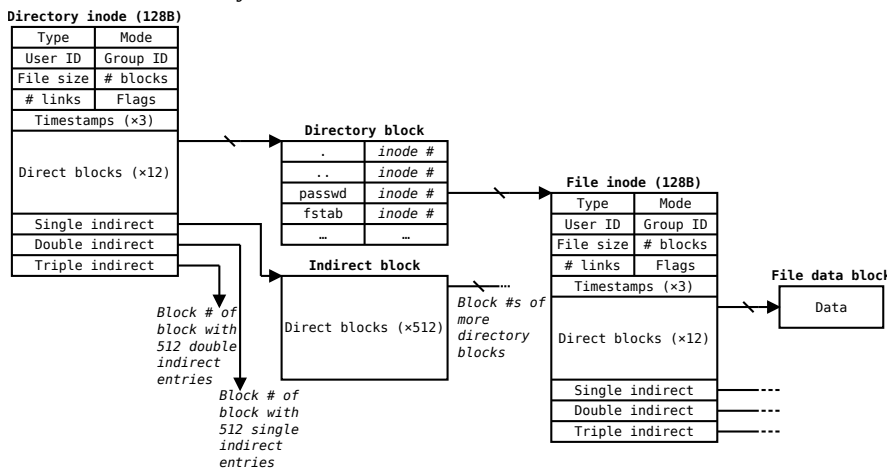 Directory inode (128B)
Type Mode
User ID Group ID
File size # blocks
# links Flags
Timestamps (×3)
Direct blocks (×12)
Single indirect
Double indirect
Triple indirect
Block # of
block with
512 double
indirect
entries
Block # of
block with
512 single
indirect
entries
Directory block
. inode #
.. inode #
passwd inode #
fstab inode #
… …
Indirect block
Direct blocks (×512)
Block #s of
more
directory
blocks
File inode (128B)
Type Mode
User ID Group ID
File size # blocks
# links Flags
Timestamps (×3)
Direct blocks (×12)
Single indirect
Double indirect
Triple indirect
File data block
Data